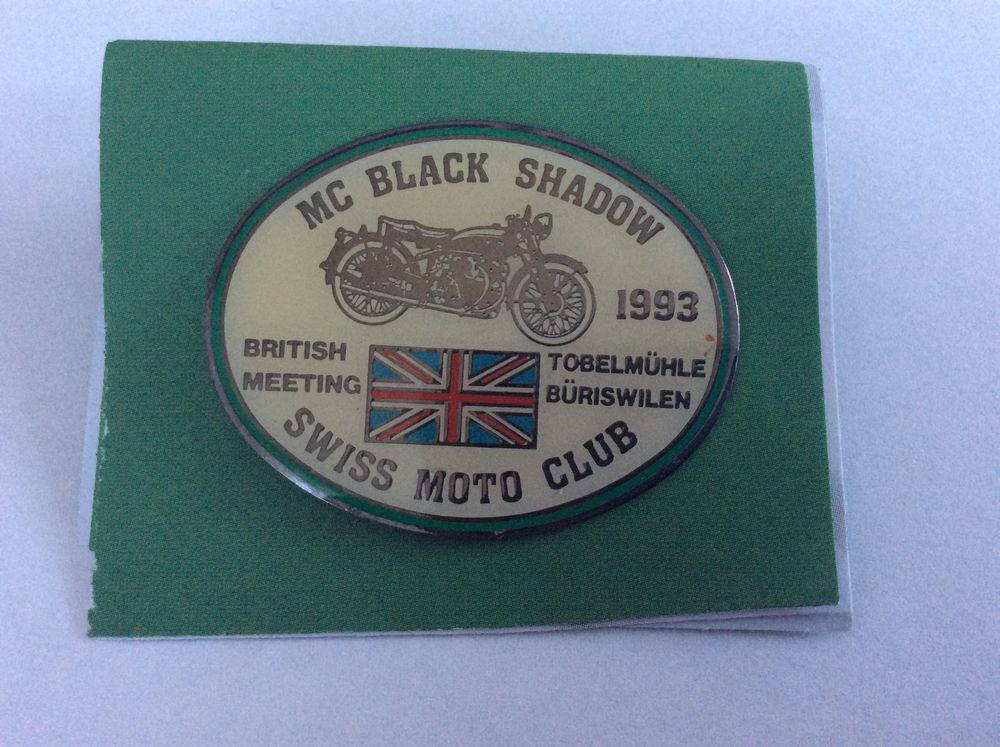 MC BLACK SHADOW
1993
BRITISH
MEETING
TOBELMÜHLE
BÜRISWILEN
SWISS MOTO CLUB